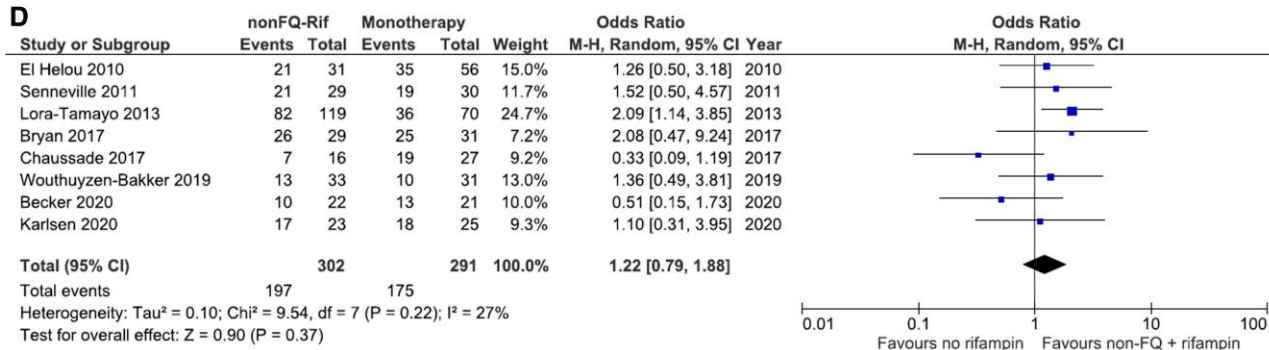 D
nonFQ-Rif Monotherapy Odds Ratio Odds Ratio
Study or Subgroup Events Total Events Total Weight M-H, Random, 95% CI Year M-H, Random, 95% CI
El Helou 2010 21 31 35 56 15.0% 1.26 [0.50, 3.18] 2010
Senneville 2011 21 29 19 30 11.7% 1.52 [0.50, 4.57] 2011
Lora-Tamayo 2013 82 119 36 70 24.7% 2.09 [1.14, 3.85] 2013
Bryan 2017 26 29 25 31 7.2% 2.08 [0.47, 9.24] 2017
Chaussade 2017 7 16 19 27 9.2% 0.33 [0.09, 1.19] 2017
Wouthuyzen-Bakker 2019 13 33 10 31 13.0% 1.36 [0.49, 3.81] 2019
Becker 2020 10 22 13 21 10.0% 0.51 [0.15, 1.73] 2020
Karlsen 2020 17 23 18 25 9.3% 1.10 [0.31, 3.95] 2020
Total (95% CI) 302 291 100.0% 1.22 [0.79, 1.88]
Total events 197 175
Heterogeneity: Tau² = 0.10; Chi² = 9.54, df = 7 (P = 0.22); I² = 27%
Test for overall effect: Z = 0.90 (P = 0.37)
0.01 0.1 1 10 100
Favours no rifampin Favours non-FQ + rifampin